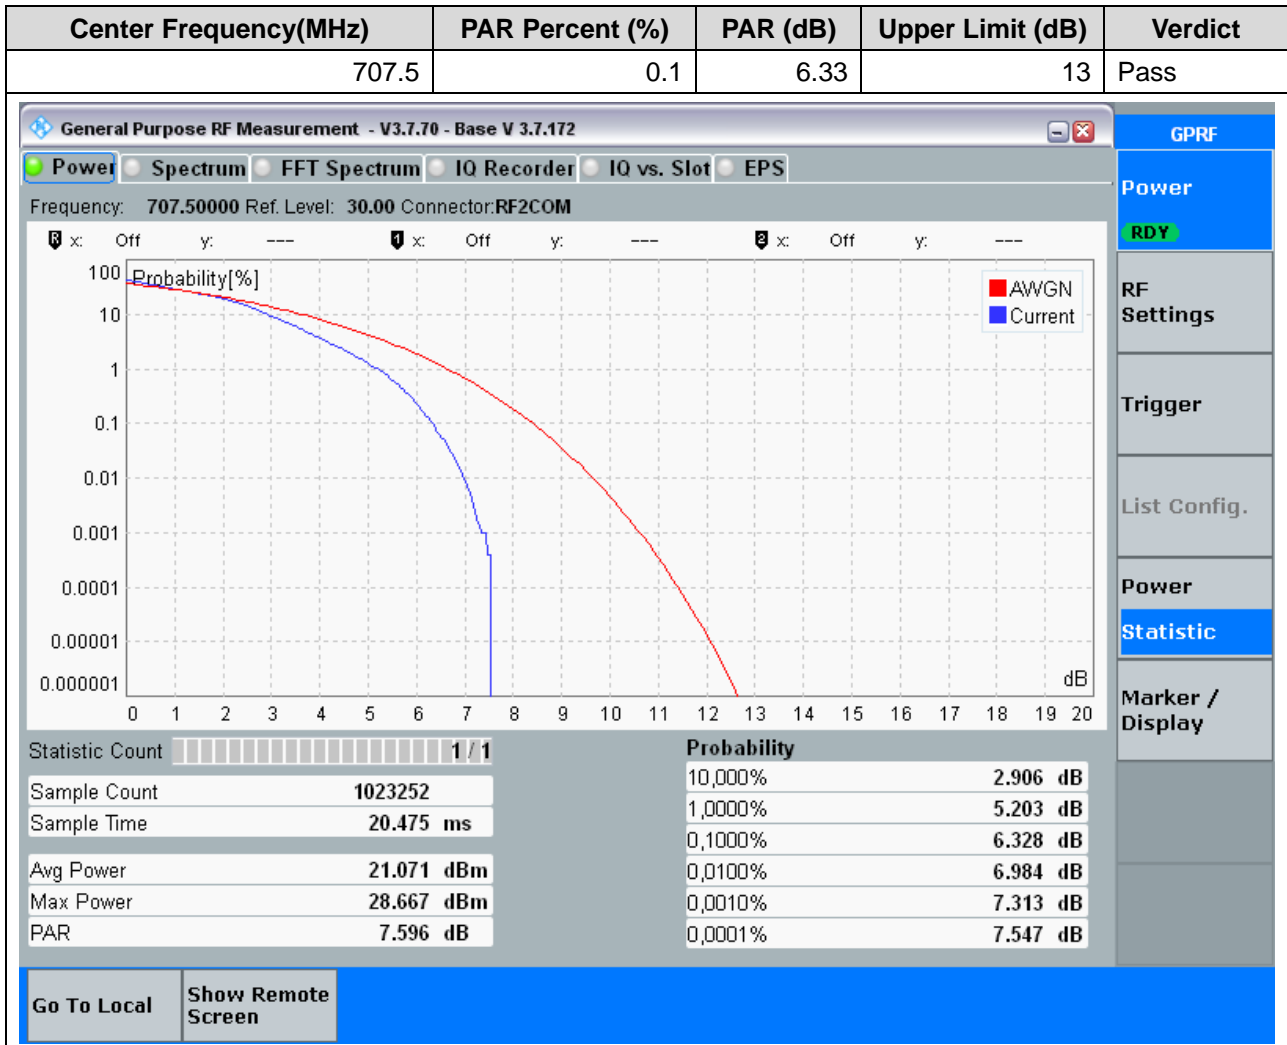 Center Frequency(MHz) PAR Percent (%) PAR (dB) Upper Limit (dB) Verdict
707.5 0.1 6.33 13 Pass
General Purpose RF Measurement - V3.7.70 - Base V 3.7.172
GPRF
Power Spectrum FFT Spectrum IQ Recorder IQ vs. Slot EPS
Frequency: 707.50000 Ref. Level: 30.00 Connector:RF2COM
R x: Off y: --- 1 x: Off y: --- 2 x: Off y: ---
Power
RDY
RF
Settings
Trigger
List Config.
Power
Statistic
Marker /
Display
Probability[%]
AWGN
Current
100
10
1
0.1
0.01
0.001
0.0001
0.00001
0.000001
dB
0 1 2 3 4 5 6 7 8 9 10 11 12 13 14 15 16 17 18 19 20
Statistic Count 1 / 1
Sample Count 1023252
Sample Time 20.475 ms
Avg Power 21.071 dBm
Max Power 28.667 dBm
PAR 7.596 dB
Probability
10,000% 2.906 dB
1,0000% 5.203 dB
0,1000% 6.328 dB
0,0100% 6.984 dB
0,0010% 7.313 dB
0,0001% 7.547 dB
Go To Local
Show Remote
Screen